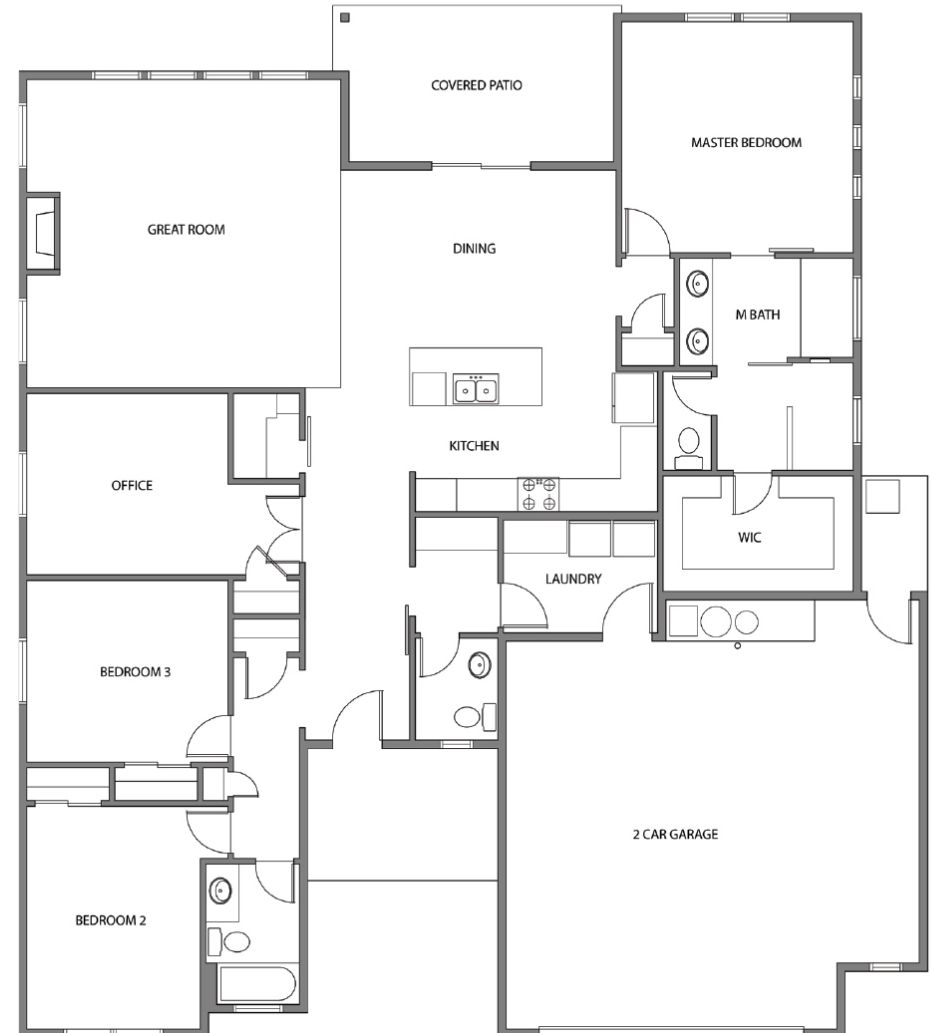 COVERED PATIO
MASTER BEDROOM
GREAT ROOM
DINING
M BATH
KITCHEN
OFFICE
WIC
LAUNDRY
BEDROOM 3
2 CAR GARAGE
BEDROOM 2